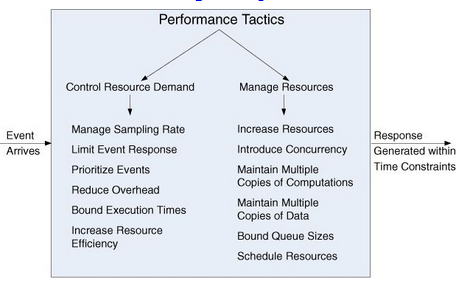 Performance Tactics
Control Resource Demand
Manage Sampling Rate
Limit Event Response
Prioritize Events
Reduce Overhead
Bound Execution Times
Increase Resource
Efficiency
Manage Resources
Increase Resources
Introduce Concurrency
Maintain Multiple
Copies of Computations
Maintain Multiple
Copies of Data
Bound Queue Sizes
Schedule Resources
Event
Arrives
Response
Generated within
Time Constraints